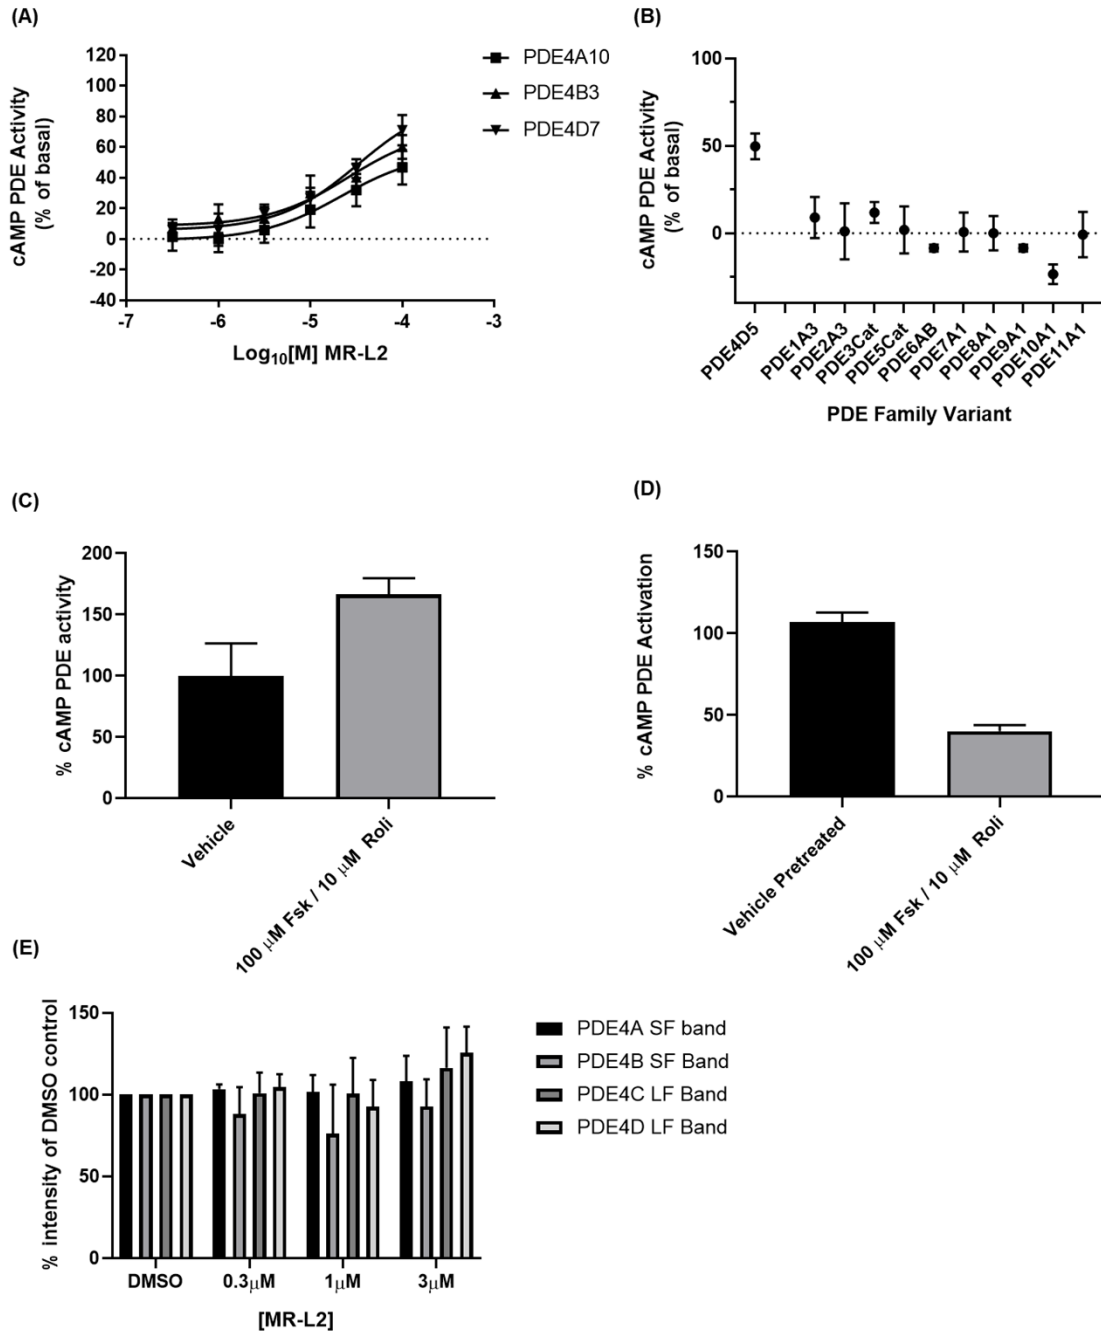 (A)
120
100
80
60
40
20
0
-20
-40
cAMP PDE Activity
(% of basal)
-7
-6
-5
-4
-3
Log10[M] MR-L2
PDE4A10
PDE4B3
PDE4D7
(B)
100
50
0
cAMP PDE Activity
(% of basal)
PDE4D5
PDE1A3
PDE2A3
PDE3Cat
PDE5Cat
PDE6AB
PDE7A1
PDE8A1
PDE9A1
PDE10A1
PDE11A1
PDE Family Variant
(C)
200
150
100
50
0
% cAMP PDE activity
Vehicle
100 μM Fsk / 10 μM Roli
(D)
150
100
50
0
% cAMP PDE Activation
Vehicle Pretreated
100 μM Fsk / 10 μM Roli
(E)
150
100
50
0
% intensity of DMSO control
DMSO
0.3μM
1μM
3μM
[MR-L2]
PDE4A SF band
PDE4B SF Band
PDE4C LF Band
PDE4D LF Band